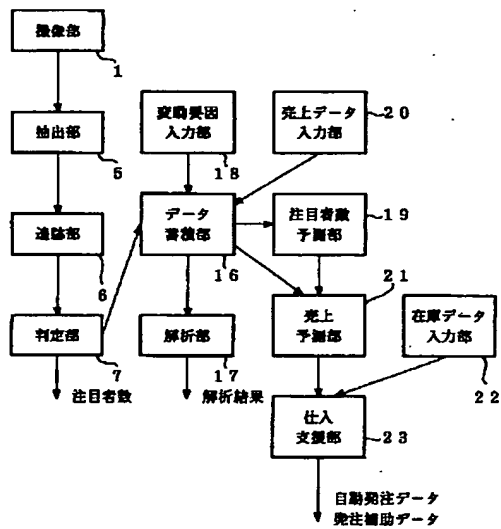 撮像部
1
抽出部
5
変動要因
入力部
18
売上データ
入力部
20
追跡部
6
データ
蓄積部
16
注目者数
予測部
19
判定部
7
注目者数
解析部
17
解析結果
売上
予測部
21
在庫データ
入力部
22
仕入
支援部
23
自動発注データ
発注補助データ